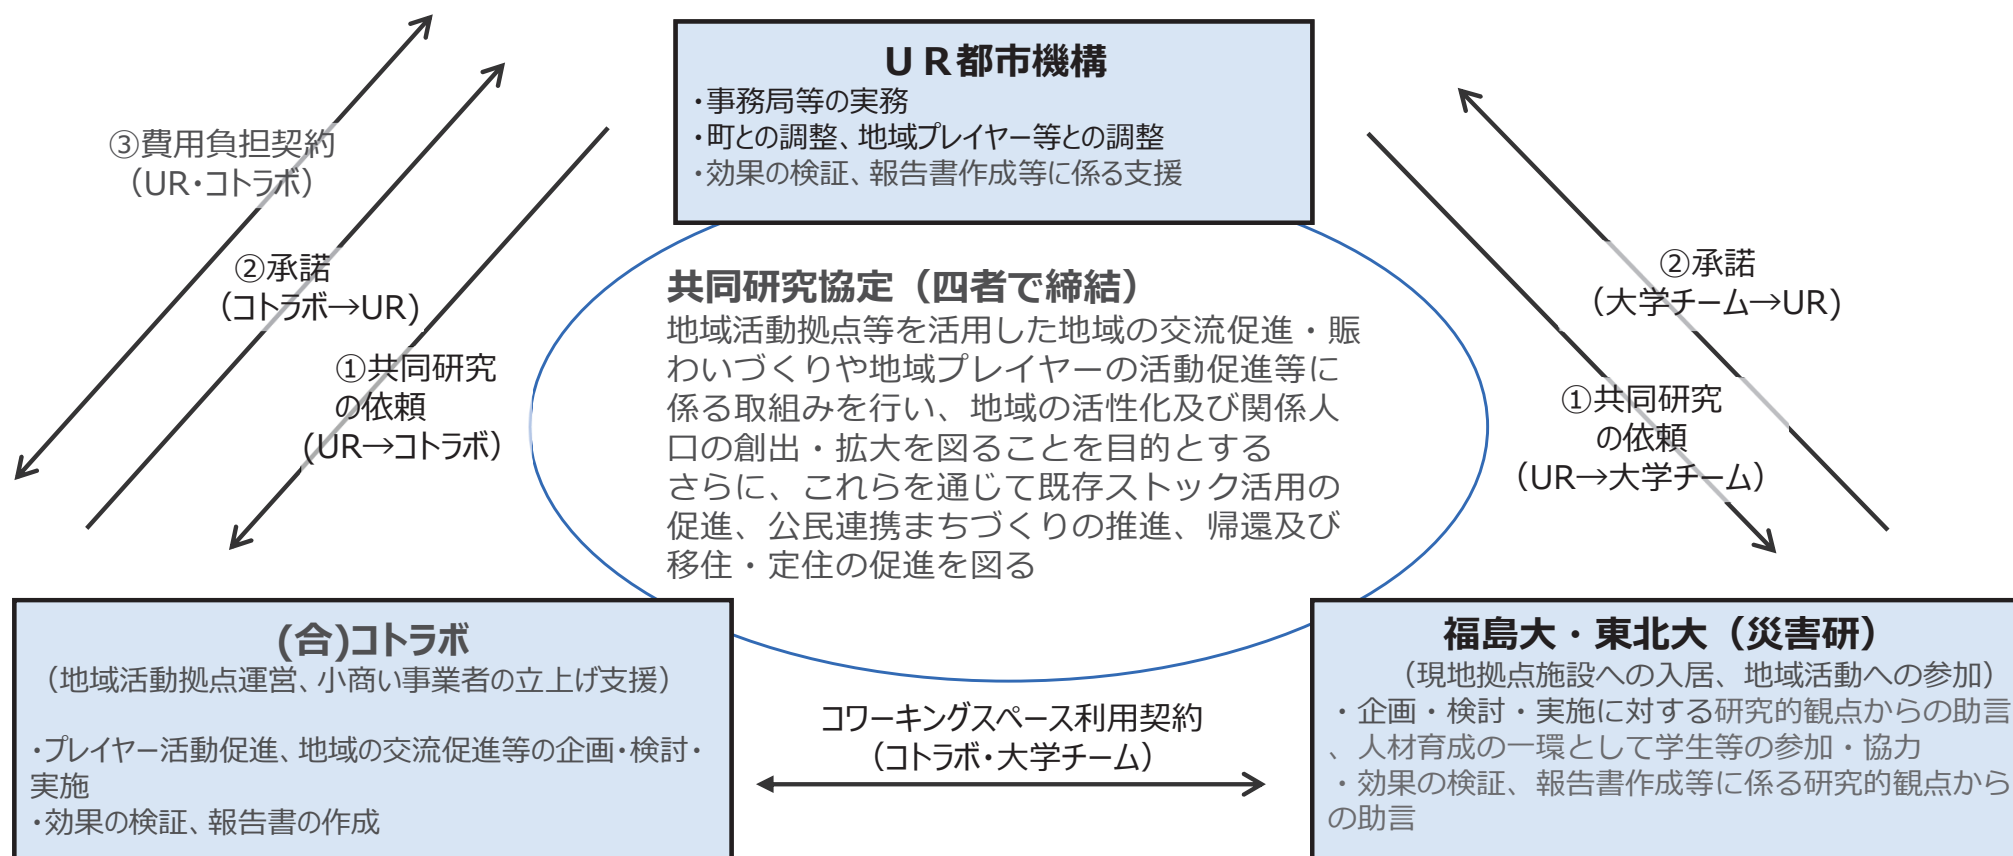 UR都市機構
・事務局等の実務
・町との調整、地域プレイヤー等との調整
・効果の検証、報告書作成等に係る支援
③費用負担契約
（UR・コトラボ）
②承諾
（コトラボ→UR）
①共同研究
の依頼
（UR→コトラボ）
共同研究協定（四者で締結）
地域活動拠点等を活用した地域の交流促進・賑
わいづくりや地域プレイヤーの活動促進等に
係る取組みを行い、地域の活性化及び関係人
口の創出・拡大を図ることを目的とする
さらに、これらを通じて既存ストック活用の
促進、公民連携まちづくりの推進、帰還及び
移住・定住の促進を図る
②承諾
（大学チーム→UR）
①共同研究
の依頼
（UR→大学チーム）
(合)コトラボ
（地域活動拠点運営、小商い事業者の立上げ支援）
・プレイヤー活動促進、地域の交流促進等の企画・検討・
実施
・効果の検証、報告書の作成
コワーキングスペース利用契約
（コトラボ・大学チーム）
福島大・東北大（災害研）
（現地拠点施設への入居、地域活動への参加）
・企画・検討・実施に対する研究的観点からの助言
、人材育成の一環として学生等の参加・協力
・効果の検証、報告書作成等に係る研究的観点から
の助言